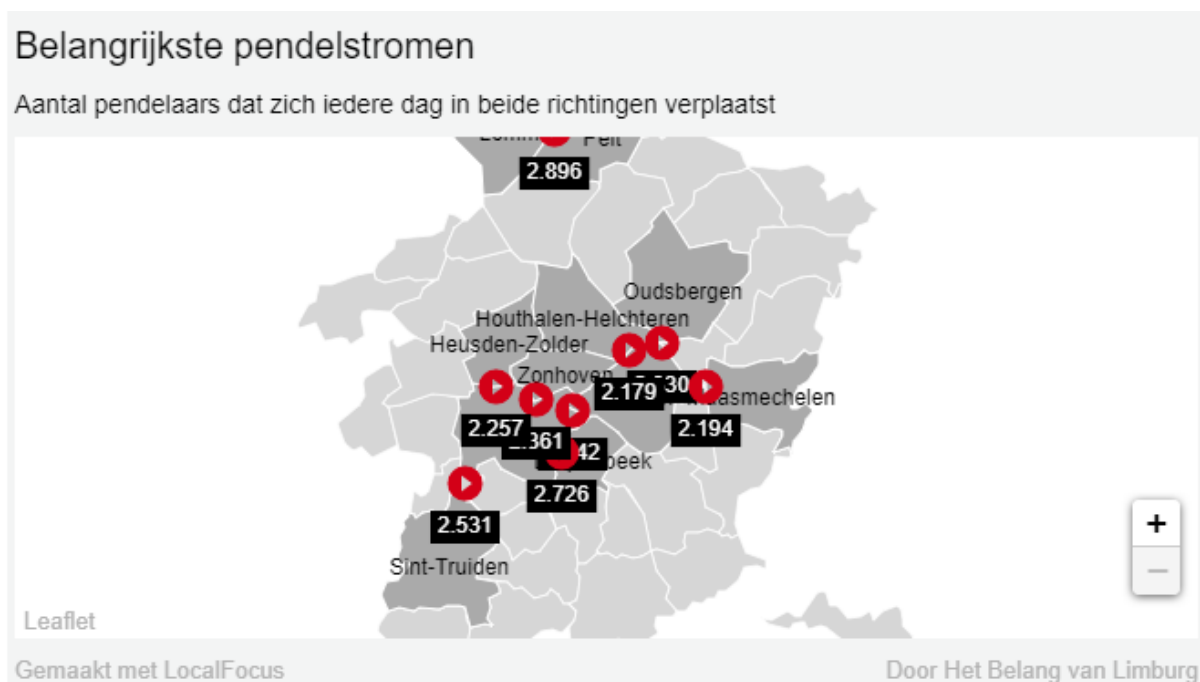 Belangrijkste pendelstromen
Aantal pendelaars dat zich iedere dag in beide richtingen verplaatst
Pelt
2.896
Oudsbergen
Houthalen-Helchteren
Heusden-Zolder
Zonhoven
2.179
2.194
2.257
2.726
2.531
Sint-Truiden
+
−
Leaflet
Gemaakt met LocalFocus
Door Het Belang van Limburg